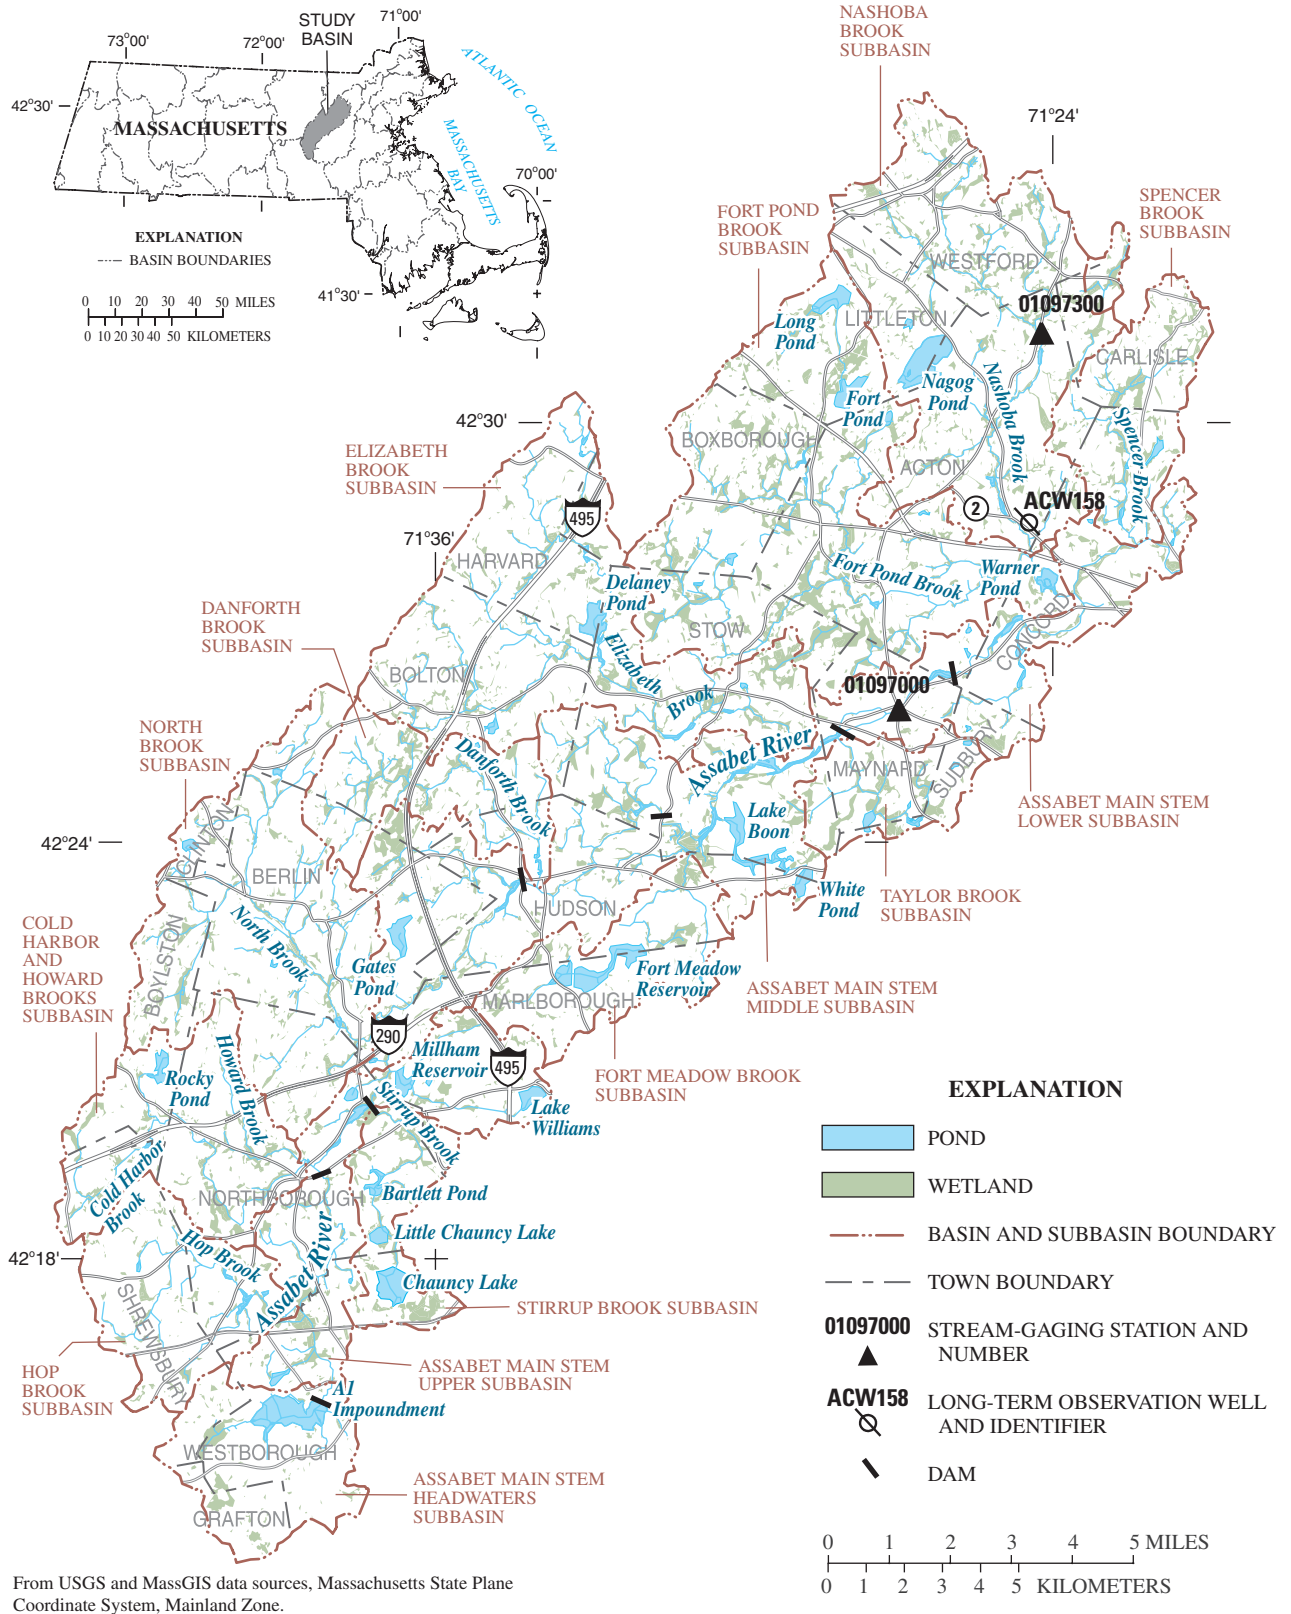 STUDY
BASIN
71°00'
73°00'
72°00'
42°30'
MASSACHUSETTS
ATLANTIC OCEAN
MASSACHUSETTS
BAY
70°00'
41°30'
EXPLANATION
BASIN BOUNDARIES
0 10 20 30 40 50 MILES
0 10 20 30 40 50 KILOMETERS
NASHOBA
BROOK
SUBBASIN
71°24'
SPENCER
BROOK
SUBBASIN
FORT POND
BROOK
SUBBASIN
WESTFORD
01097300
LITTLETON
Long
Pond
CARLISLE
Nagog
Pond
Fort
Pond
Nashoba Brook
Spencer Brook
42°30'
BOXBOROUGH
ACTON
ELIZABETH
BROOK
SUBBASIN
495
2
ACW158
71°36'
HARVARD
Delaney
Pond
Fort Pond Brook
Warner
Pond
CONCORD
DANFORTH
BROOK
SUBBASIN
STOW
Elizabeth
Brook
BOLTON
01097000
NORTH
BROOK
SUBBASIN
Danforth Brook
Assabet River
MAYNARD
SUDBURY
ASSABET MAIN STEM
LOWER SUBBASIN
Lake
Boon
42°24'
CLINTON
BERLIN
White
Pond
TAYLOR BROOK
SUBBASIN
HUDSON
COLD
HARBOR
AND
HOWARD
BROOKS
SUBBASIN
BOYLSTON
North Brook
Gates
Pond
Fort Meadow
Reservoir
ASSABET MAIN STEM
MIDDLE SUBBASIN
MARLBOROUGH
290
Millham
Reservoir
495
FORT MEADOW BROOK
SUBBASIN
Rocky
Pond
Howard Brook
Stirrup Brook
Lake
Williams
Cold Harbor
Brook
NORTHBOROUGH
Bartlett Pond
Little Chauncy Lake
42°18'
Hop Brook
Assabet River
Chauncy Lake
STIRRUP BROOK SUBBASIN
SHREWSBURY
HOP
BROOK
SUBBASIN
ASSABET MAIN STEM
UPPER SUBBASIN
A1
Impoundment
WESTBOROUGH
ASSABET MAIN STEM
HEADWATERS
SUBBASIN
GRAFTON
EXPLANATION
POND
WETLAND
BASIN AND SUBBASIN BOUNDARY
TOWN BOUNDARY
01097000 STREAM-GAGING STATION AND
NUMBER
ACW158 LONG-TERM OBSERVATION WELL
AND IDENTIFIER
DAM
0 1 2 3 4 5 MILES
0 1 2 3 4 5 KILOMETERS
From USGS and MassGIS data sources, Massachusetts State Plane
Coordinate System, Mainland Zone.